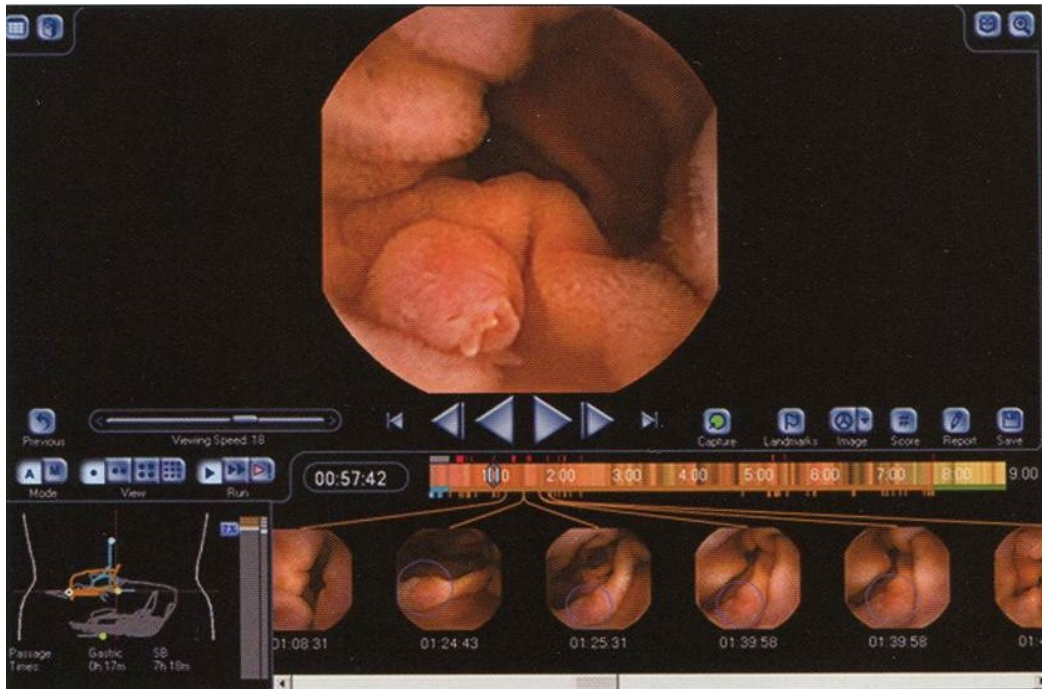 Previous
Viewing Speed: 18
Capture
Landmarks
Image
#
Score
Report
Save
A M
Mode
View
Run
00:57:42
1:00 2:00 3:00 4:00 5:00 6:00 7:00 8:00 9:00
7X
Passage Times:
Gastric 0h 17m
SB 7h 18m
01:08:31
01:24:43
01:25:31
01:39:58
01:39:58